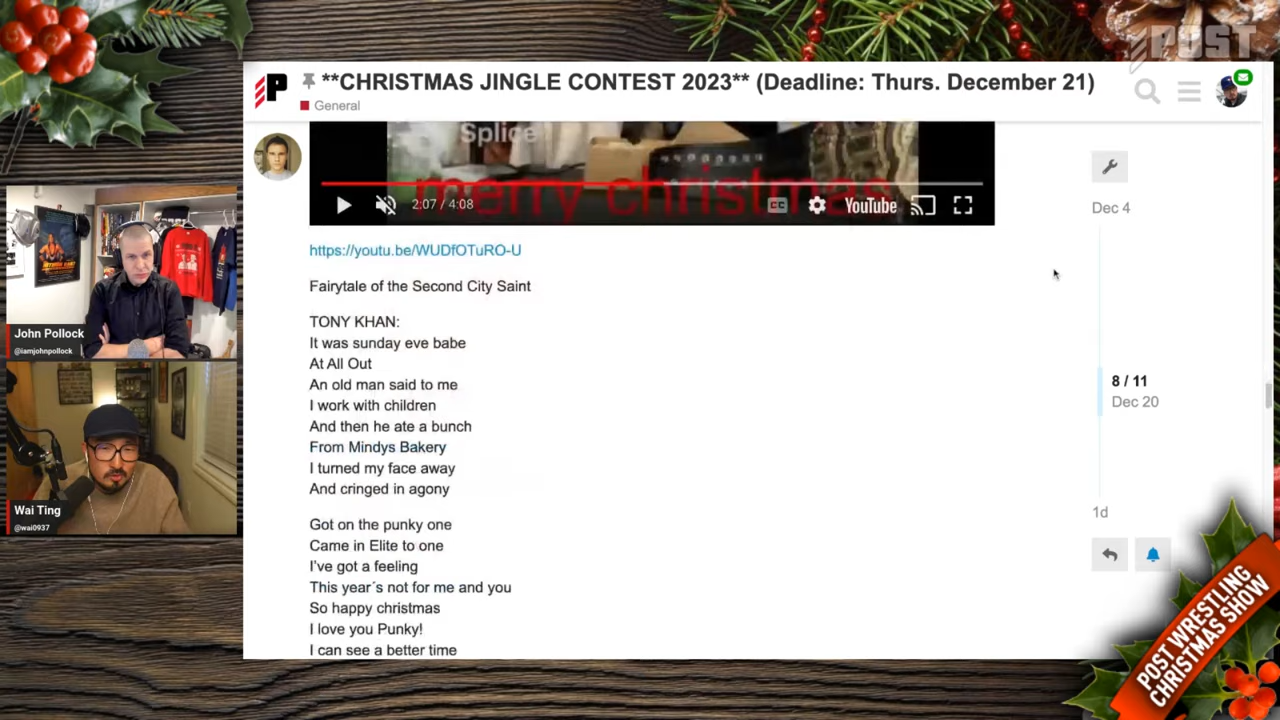 POST
**CHRISTMAS JINGLE CONTEST 2023** (Deadline: Thurs. December 21)
General
Splice
merry christmas
2:07 / 4:08
CC
YouTube
https://youtu.be/WUDfOTuRO-U
Fairytale of the Second City Saint
TONY KHAN:
It was sunday eve babe
At All Out
An old man said to me
I work with children
And then he ate a bunch
From Mindys Bakery
I turned my face away
And cringed in agony
Got on the punky one
Came in Elite to one
I've got a feeling
This year´s not for me and you
So happy christmas
I love you Punky!
I can see a better time
Dec 4
8 / 11
Dec 20
1d
John Pollock
@iamjohnpollock
Wai Ting
@wai0937
POST WRESTLING
CHRISTMAS SHOW